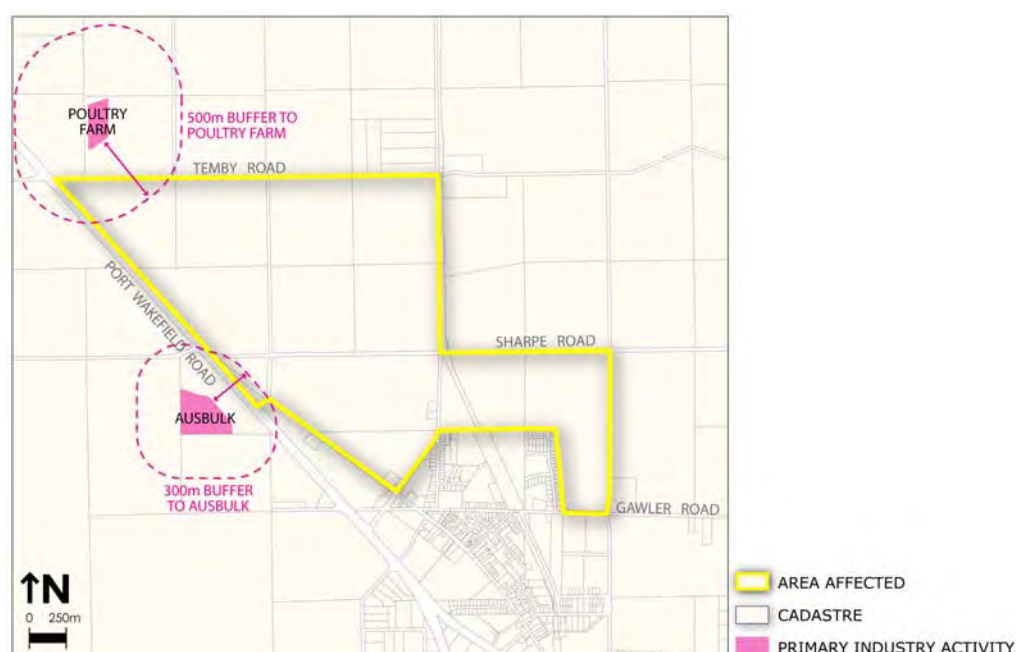 POULTRY
FARM
500m BUFFER TO
POULTRY FARM
TEMBY ROAD
PORT WAKEFIELD ROAD
SHARPE ROAD
AUSBULK
300m BUFFER
TO AUSBULK
GAWLER ROAD
N
0 250m
AREA AFFECTED
CADASTRE
PRIMARY INDUSTRY ACTIVITY